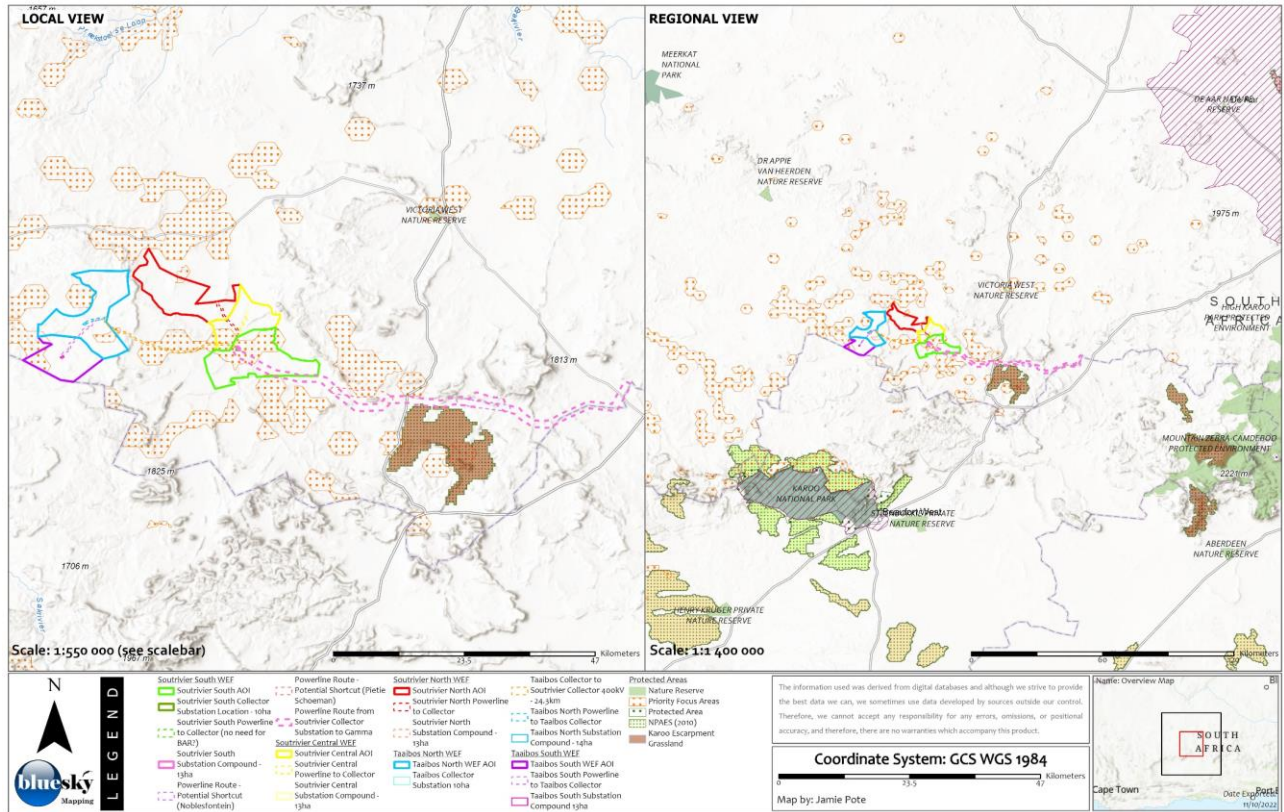 LOCAL VIEW
1737 m
VICTORIA WEST
NATURE RESERVE
1813 m
1825 m
1706 m
Scale: 1:550 000 (see scalebar)
0 23.5 47
Kilometers
REGIONAL VIEW
MEERKAT
NATIONAL
PARK
DE AAR NATURE
RESERVE
DR APPIE
VAN HEERDEN
NATURE RESERVE
1975 m
VICTORIA WEST
NATURE RESERVE
SOUTH
HIGH KAROO
PARK PROTECTED
ENVIRONMENT
MOUNTAIN ZEBRA-CAMDEBOO
PROTECTED ENVIRONMENT
2221 m
KAROO
NATIONAL PARK
Beaufort West
NATURE RESERVE
ABERDEEN
NATURE RESERVE
HENRY KRUGER PRIVATE
NATURE RESERVE
Scale: 1:1 400 000
0 60
Kilometers
N
bluesky
Mapping
LEGEND
Soutrivier South WEF
Soutrivier South AOI
Soutrivier South Collector
Substation Location - 10ha
Soutrivier South Powerline
to Collector (no need for
BAR?)
Soutrivier South
Substation Compound -
13ha
Powerline Route -
Potential Shortcut
(Noblesfontein)
Powerline Route -
Potential Shortcut (Pietie
Schoeman)
Powerline Route from
Soutrivier Collector
Substation to Gamma
Soutrivier Central WEF
Soutrivier Central AOI
Soutrivier Central
Powerline to Collector
Soutrivier Central
Substation Compound -
13ha
Soutrivier North WEF
Soutrivier North AOI
Soutrivier North Powerline
to Collector
Soutrivier North
Substation Compound -
13ha
Taaibos North WEF
Taaibos North WEF AOI
Taaibos Collector
Substation 10ha
Taaibos Collector to
Soutrivier Collector 400kV
- 24.3km
Taaibos North Powerline
to Taaibos Collector
Taaibos North Substation
Compound - 14ha
Taaibos South WEF
Taaibos South WEF AOI
Taaibos South Powerline
to Taaibos Collector
Taaibos South Substation
Compound 13ha
Protected Areas
Nature Reserve
Priority Focus Areas
Protected Area
NPAES (2010)
Karoo Escarpment
Grassland
The information used was derived from digital databases and although we strive to provide
the best data we can, we sometimes use data developed by sources outside our control.
Therefore, we cannot accept any responsibility for any errors, omissions, or positional
accuracy, and therefore, there are no warranties which accompany this product.
Coordinate System: GCS WGS 1984
0 23.5 47
Kilometers
Map by: Jamie Pote
Name: Overview Map
SOUTH
AFRICA
Cape Town
Date Exported: